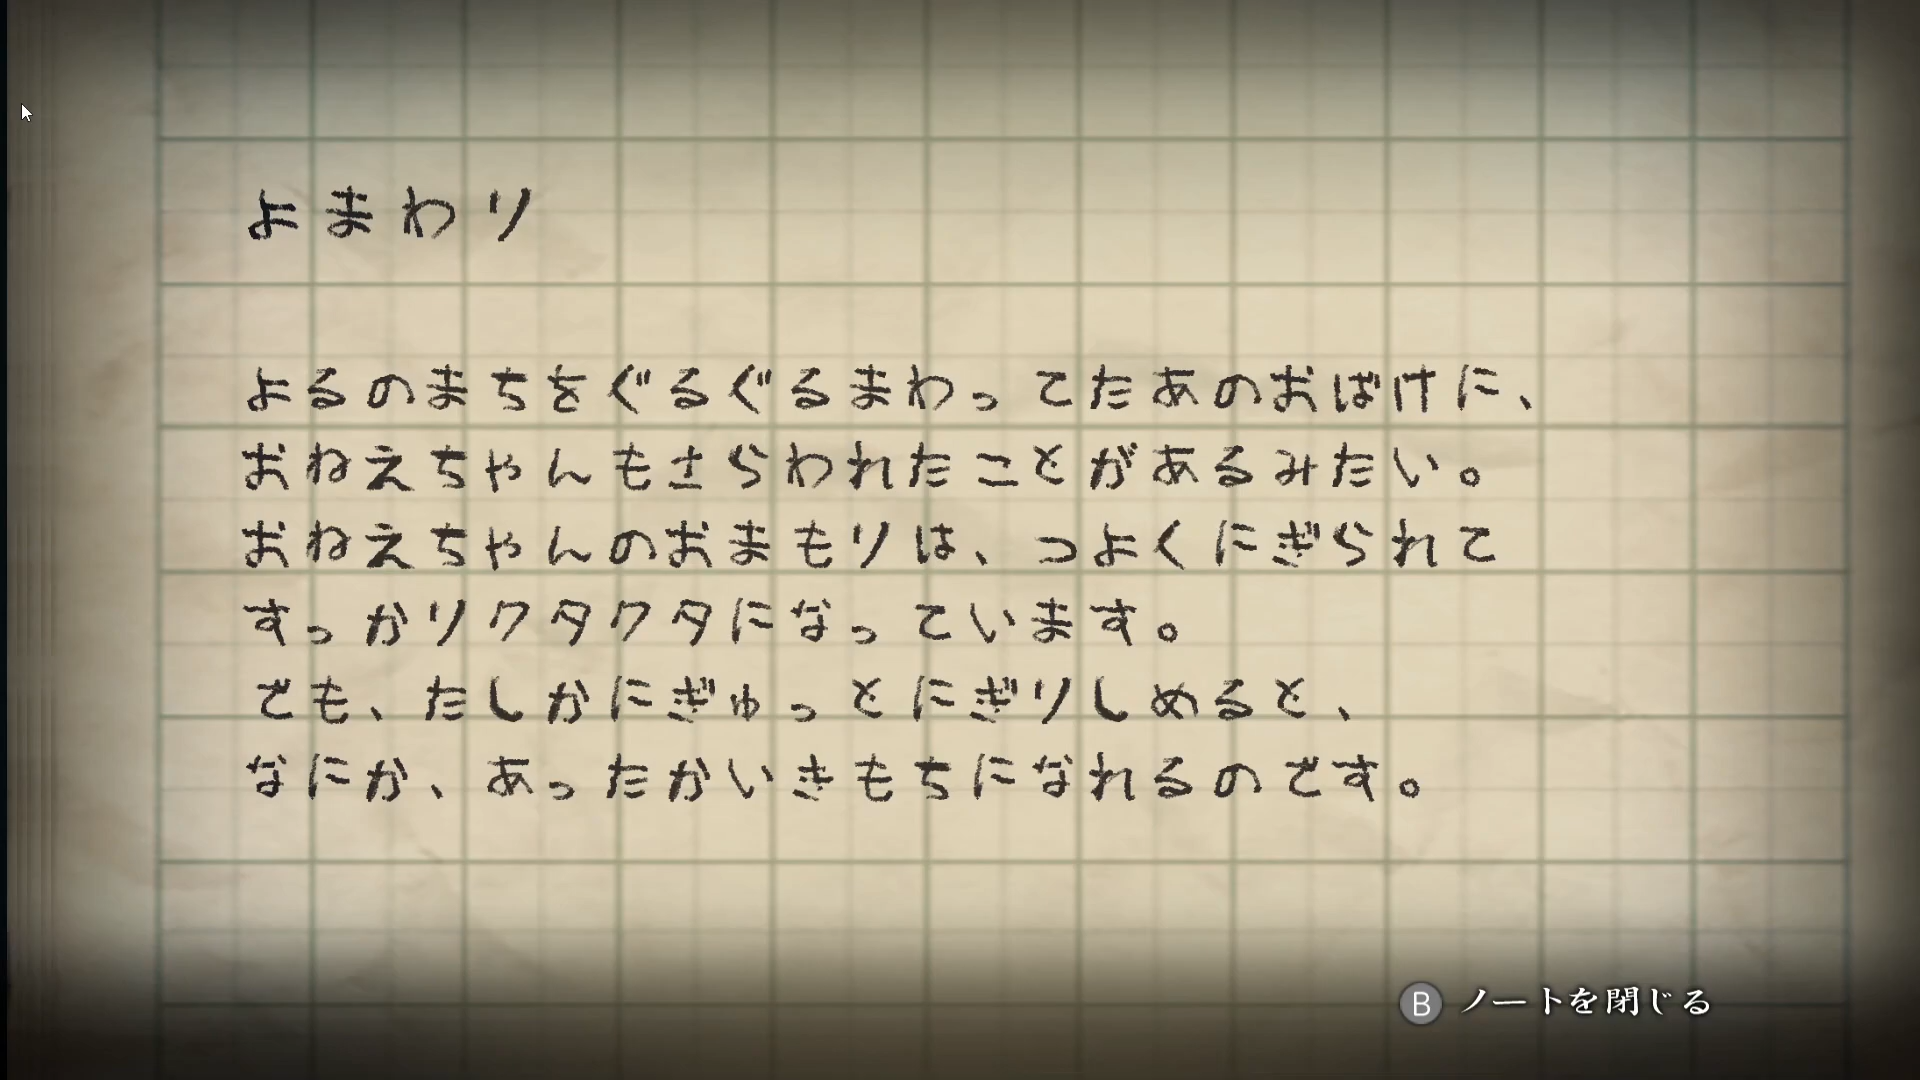 よまわり
よるのまちをぐるぐるまわってたあのおばけに、
おねえちゃんもさらわれたことがあるみたい。
おねえちゃんのおまもりは、つよくにぎられて
すっかりクタクタになっています。
でも、たしかにぎゅっとにぎりしめると、
なにか、あったかいきもちになれるのです。
B ノートを閉じる